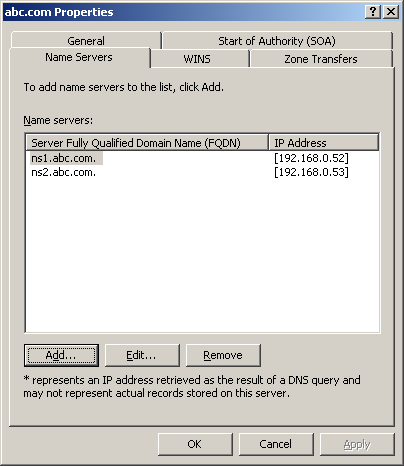 abc.com Properties
General Start of Authority (SOA)
Name Servers WINS Zone Transfers
To add name servers to the list, click Add.
Name servers:
Server Fully Qualified Domain Name (FQDN) IP Address
ns1.abc.com. [192.168.0.52]
ns2.abc.com. [192.168.0.53]
Add... Edit... Remove
* represents an IP address retrieved as the result of a DNS query and
may not represent actual records stored on this server.
OK Cancel Apply